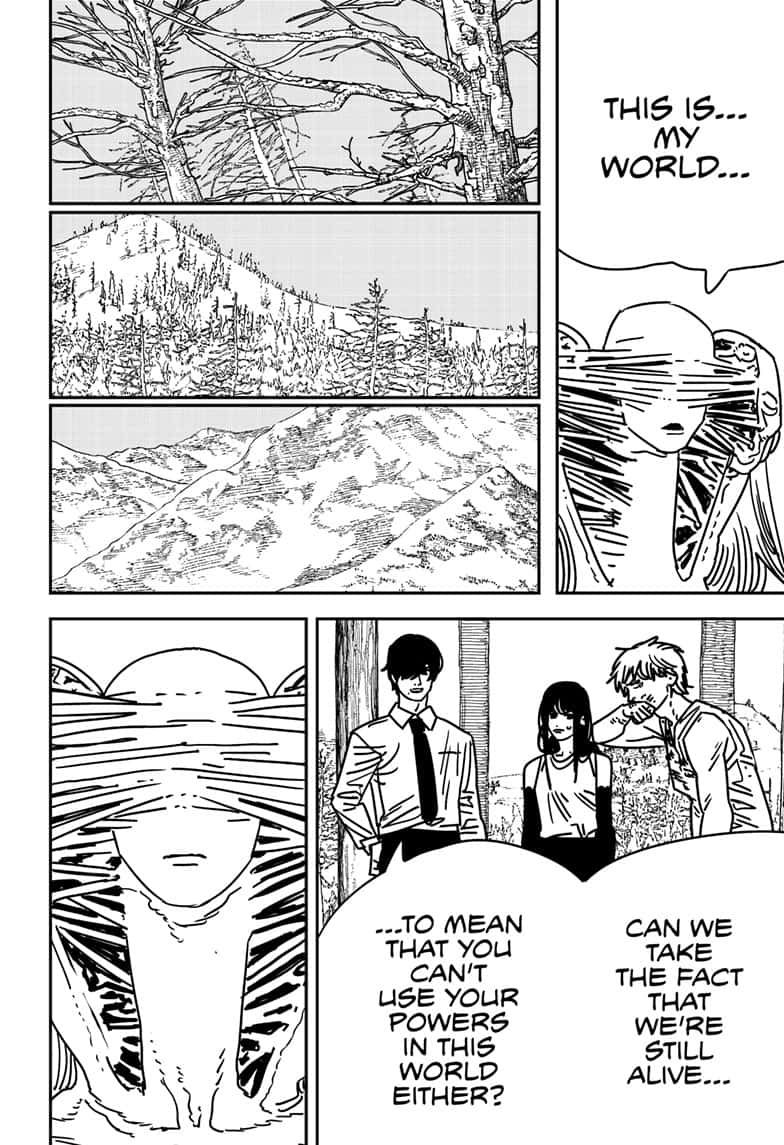 THIS IS...
MY
WORLD...
CAN WE
TAKE
THE FACT
THAT
WE'RE
STILL
ALIVE...
...TO MEAN
THAT YOU
CAN'T
USE YOUR
POWERS
IN THIS
WORLD
EITHER?